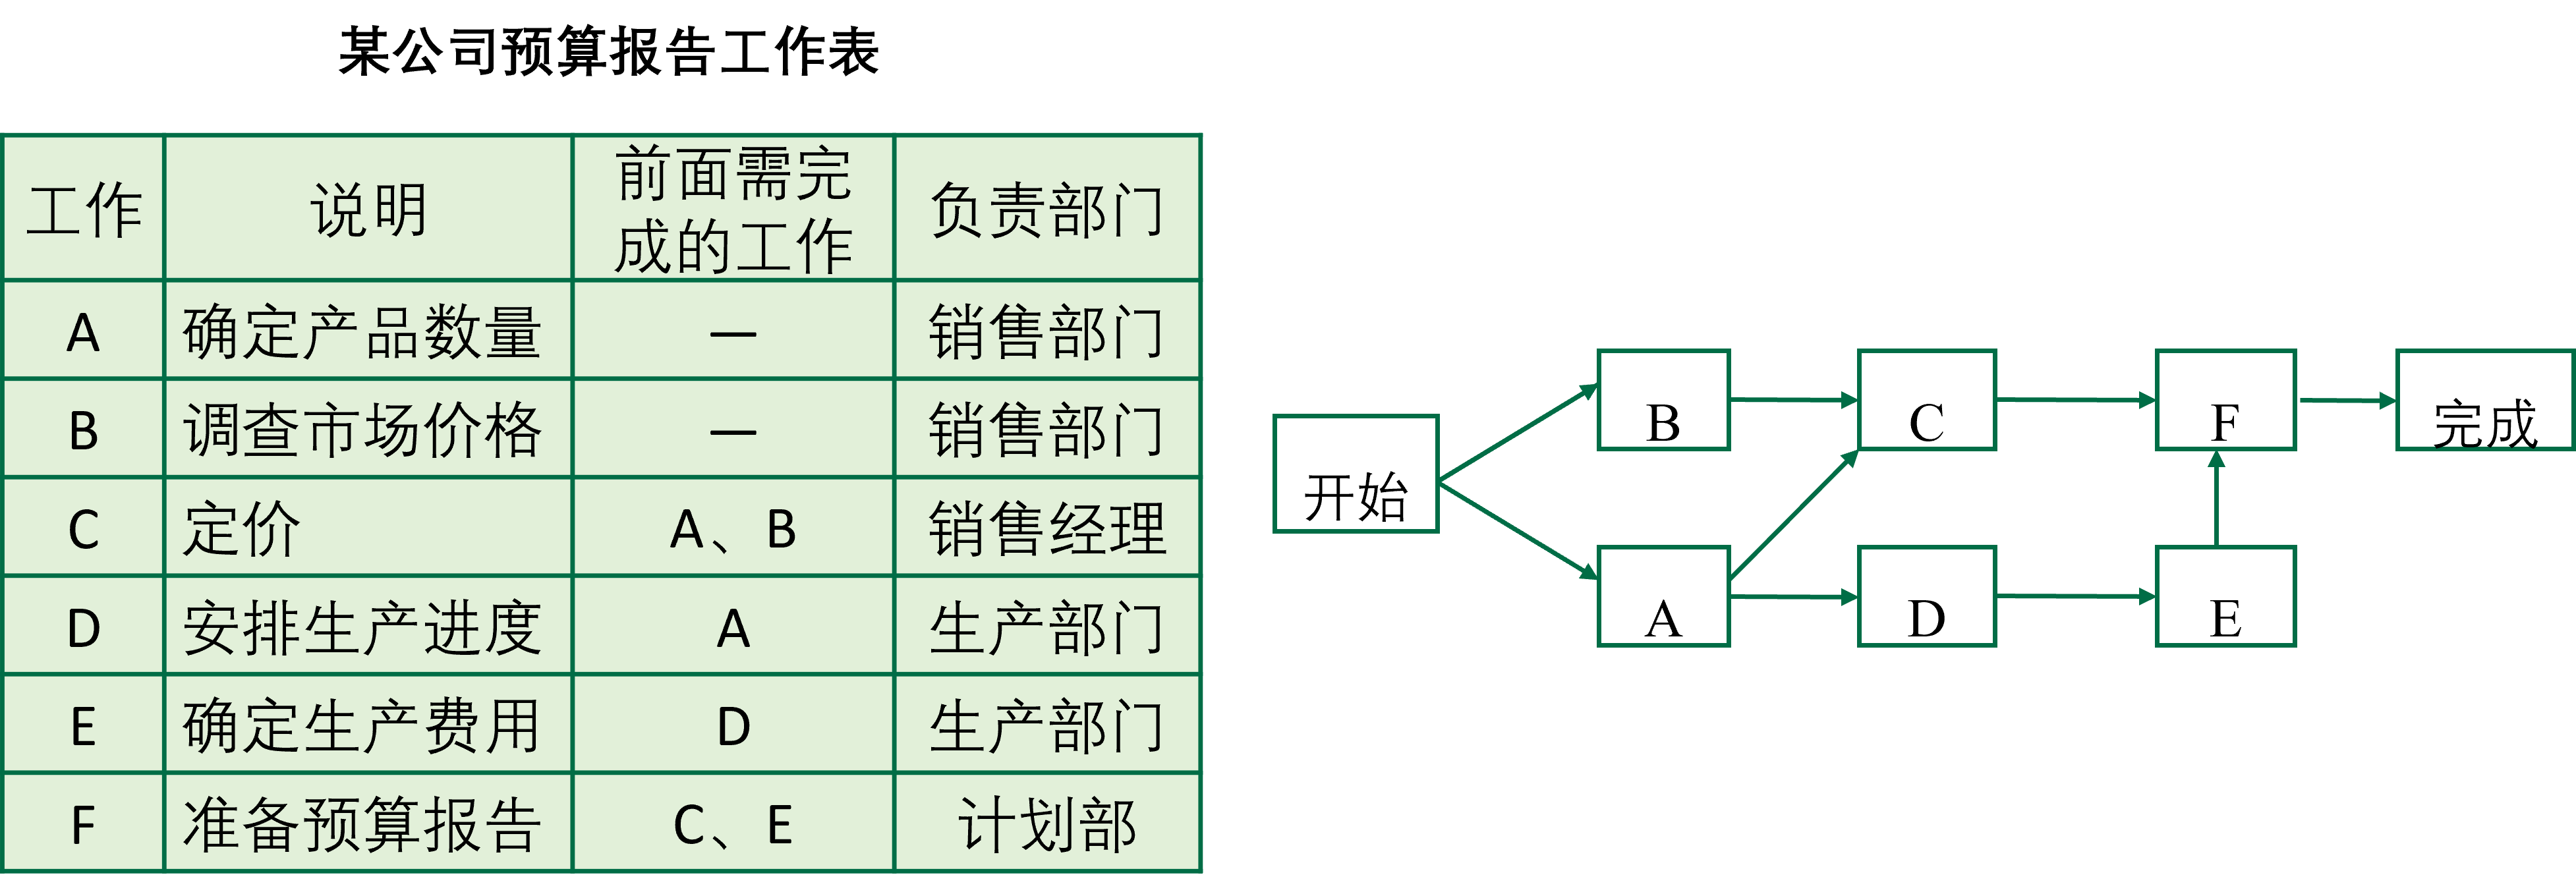 某公司预算报告工作表
工作 说明 前面需完成的工作 负责部门
A 确定产品数量 — 销售部门
B 调查市场价格 — 销售部门
C 定价 A、B 销售经理
D 安排生产进度 A 生产部门
E 确定生产费用 D 生产部门
F 准备预算报告 C、E 计划部
开始
B
C
F
完成
A
D
E